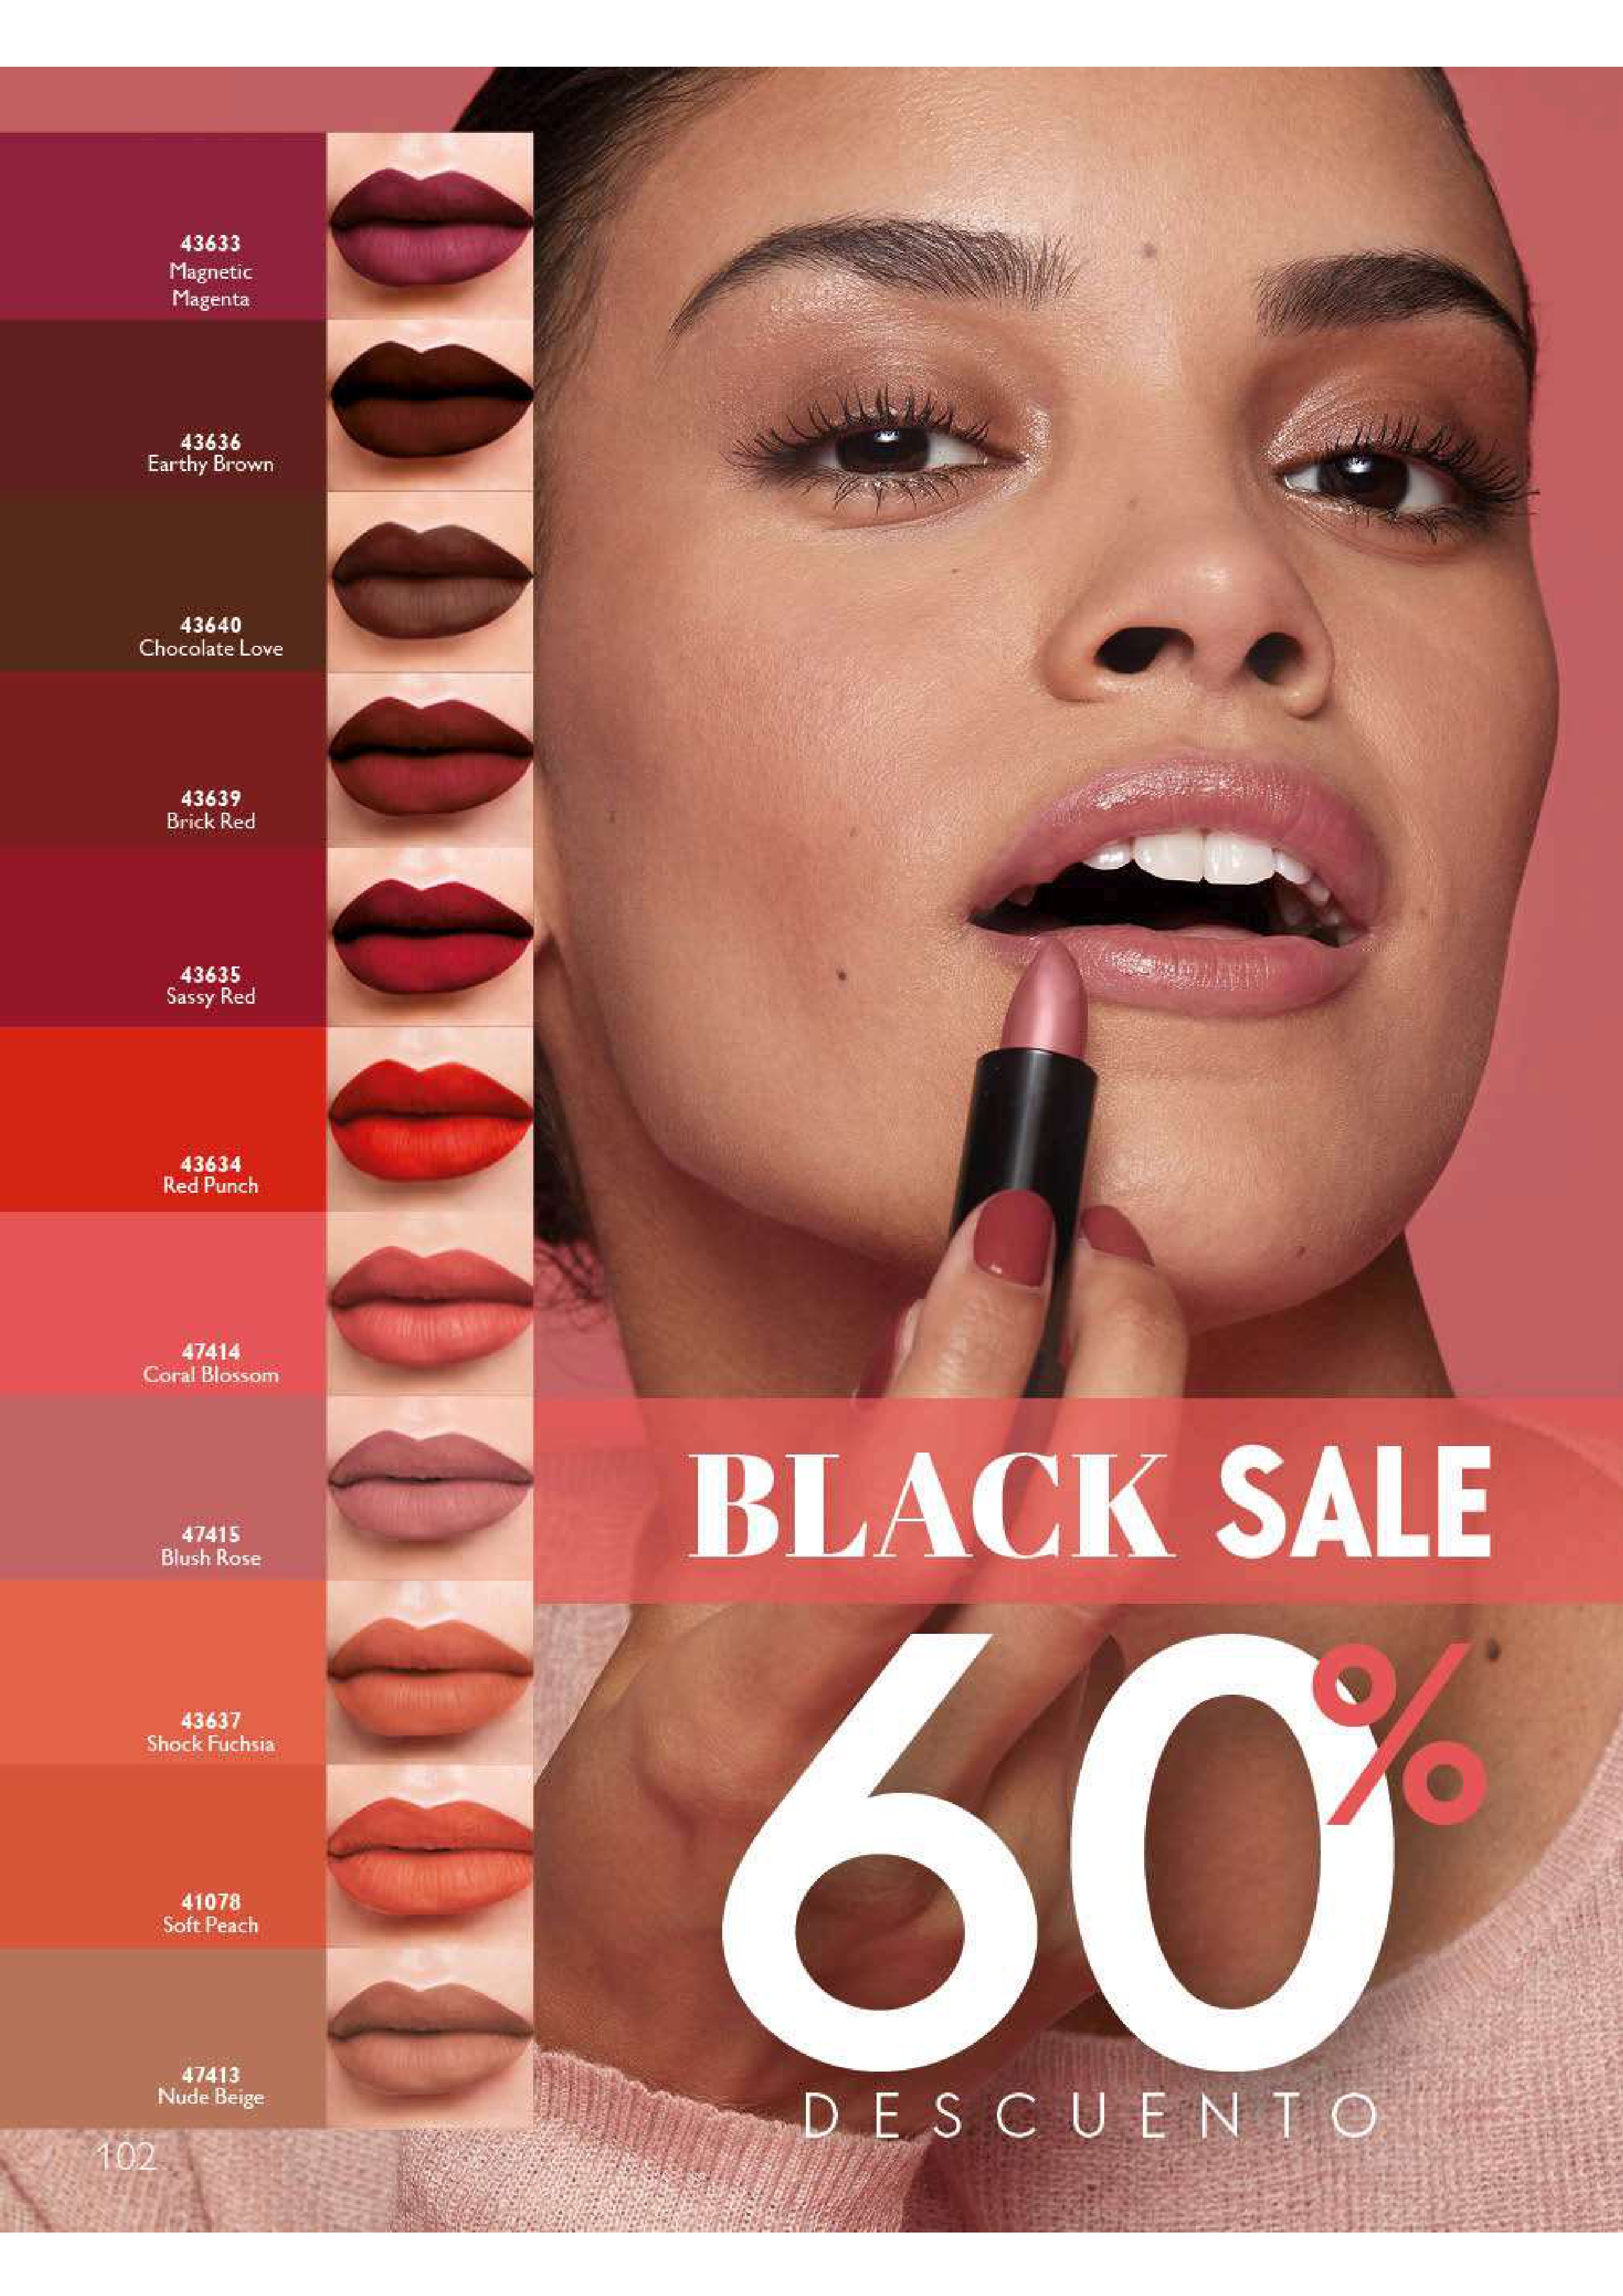 43633
Magnetic
Magenta
43636
Earthy Brown
43640
Chocolate Love
43639
Brick Red
43635
Sassy Red
43634
Red Punch
47414
Coral Blossom
47415
Blush Rose
43637
Shock Fuchsia
41078
Soft Peach
47413
Nude Beige
102
BLACK SALE
60%
DESCUENTO